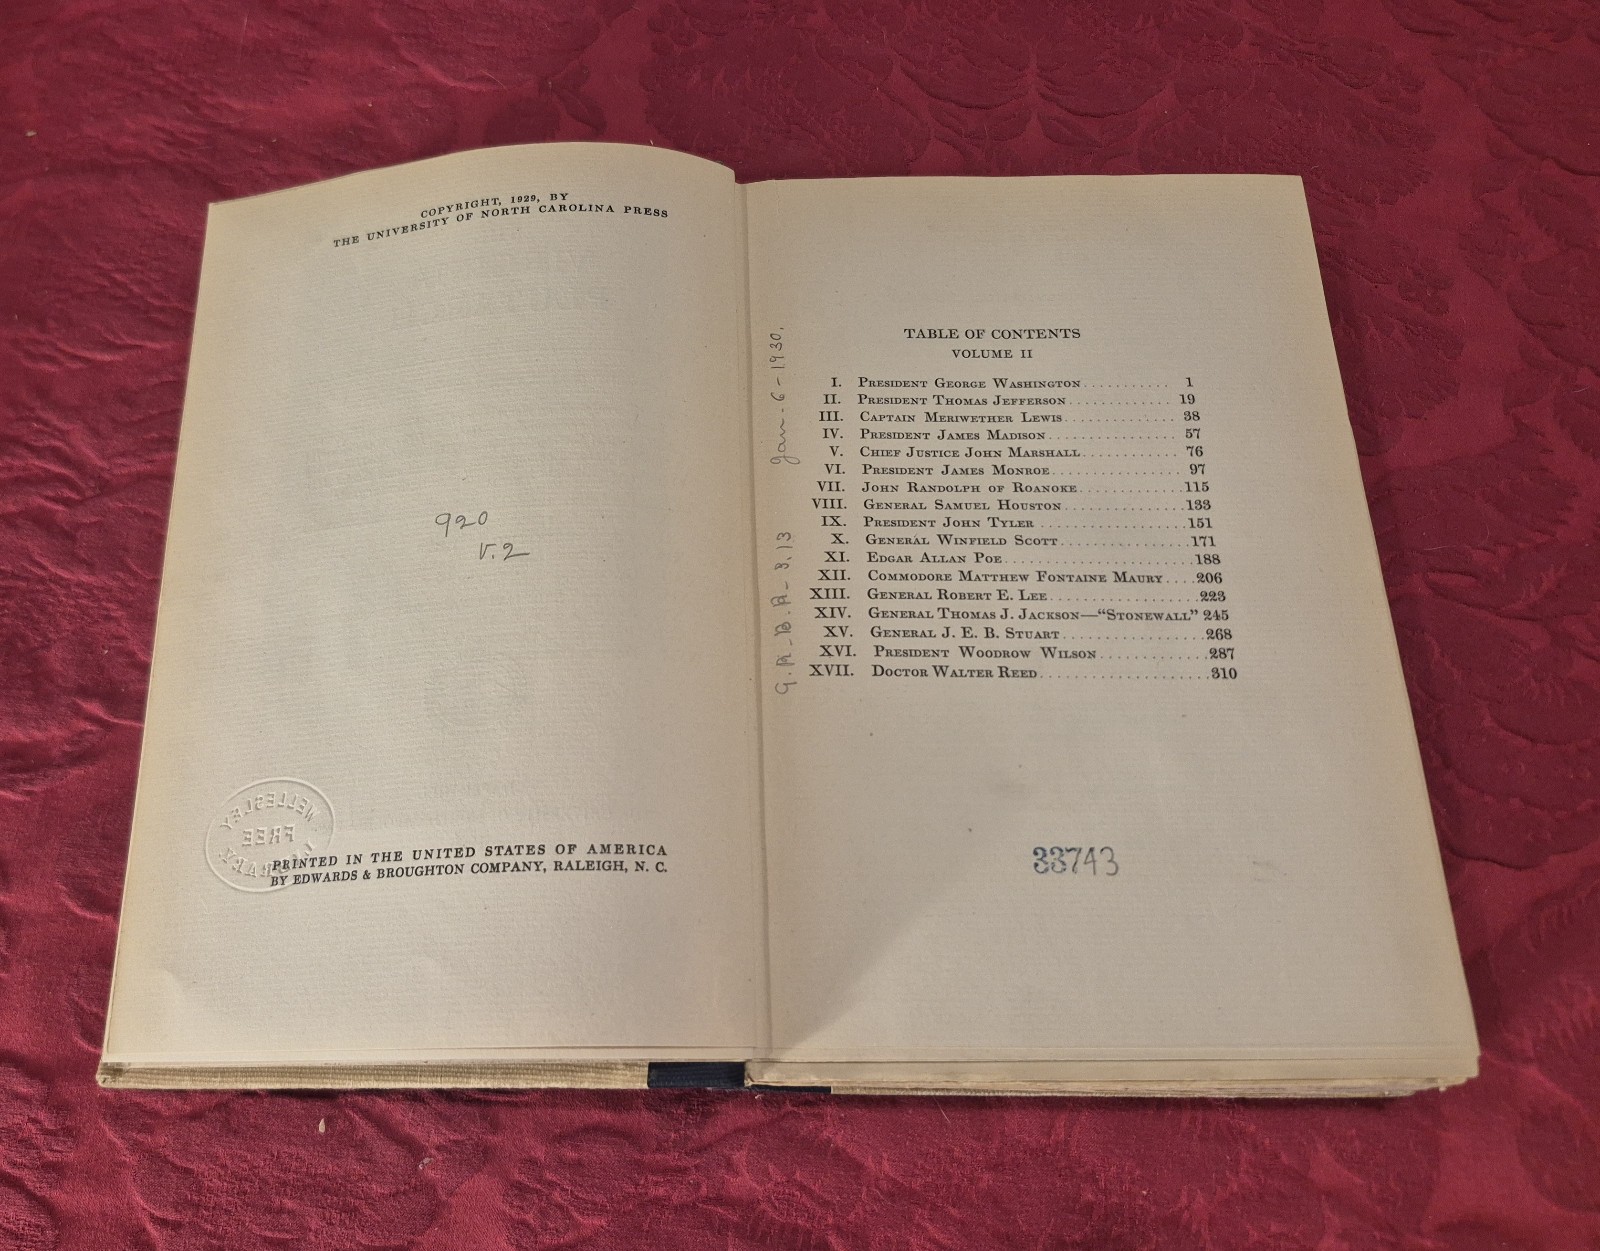 COPYRIGHT, 1929, BY
THE UNIVERSITY OF NORTH CAROLINA PRESS
920
v.2
WELLESLEY
FREE
LIBRARY
PRINTED IN THE UNITED STATES OF AMERICA
BY EDWARDS & BROUGHTON COMPANY, RALEIGH, N. C.
Jan-6-1930.
TABLE OF CONTENTS
VOLUME II
I. PRESIDENT GEORGE WASHINGTON........... 1
II. PRESIDENT THOMAS JEFFERSON............. 19
III. CAPTAIN MERIWETHER LEWIS.............. 38
IV. PRESIDENT JAMES MADISON................ 57
V. CHIEF JUSTICE JOHN MARSHALL............ 76
VI. PRESIDENT JAMES MONROE................ 97
VII. JOHN RANDOLPH OF ROANOKE.............115
VIII. GENERAL SAMUEL HOUSTON...............133
IX. PRESIDENT JOHN TYLER ..................151
X. GENERAL WINFIELD SCOTT................171
XI. EDGAR ALLAN POE.......................188
XII. COMMODORE MATTHEW FONTAINE MAURY....206
XIII. GENERAL ROBERT E. LEE..................223
XIV. GENERAL THOMAS J. JACKSON—"STONEWALL" 245
XV. GENERAL J. E. B. STUART.................268
XVI. PRESIDENT WOODROW WILSON.............287
XVII. DOCTOR WALTER REED....................310
33743